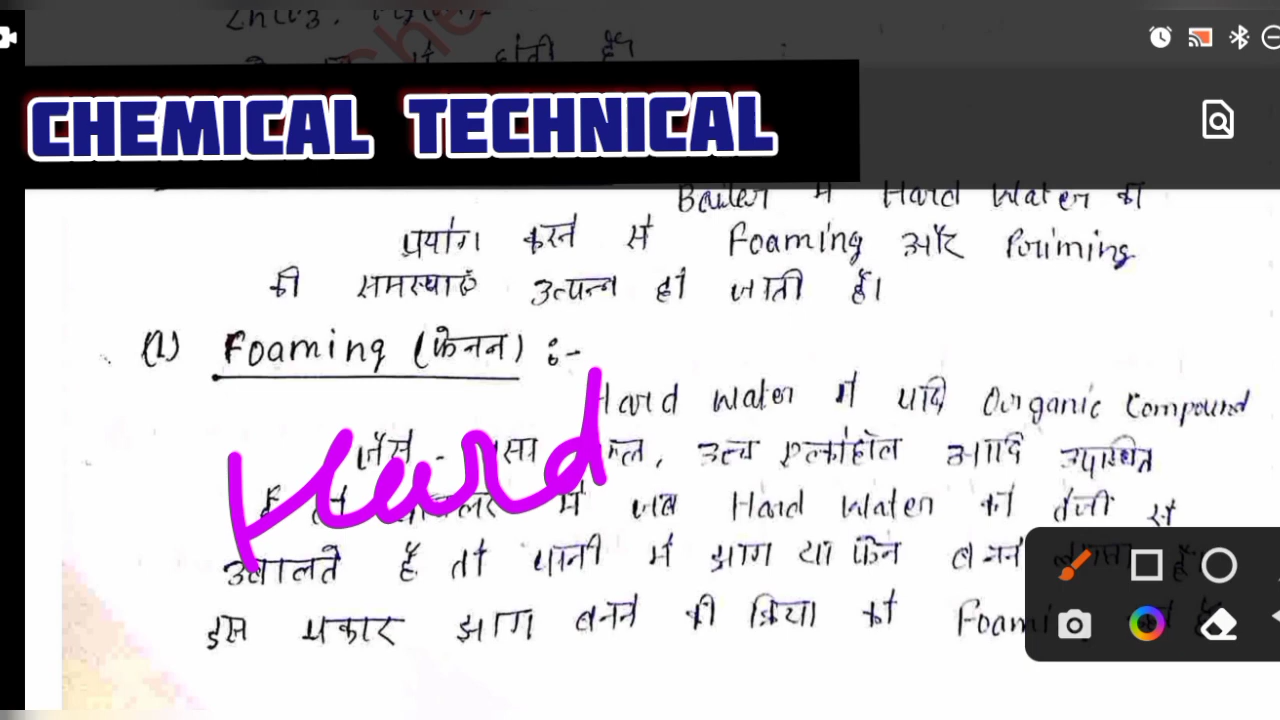 होती है
CHEMICAL TECHNICAL
Boiler में Hard Water का
प्रयोग करने से Foaming और Priming
की समस्याएं उत्पन्न हो जाती हैं।
(1) Foaming (फेनन) :-
Hard Water में यदि Organic Compound
जैसे - उच्च एल्कोहॉल आदि उपस्थित
Hard
में जब Hard Water को तेजी से
उबालते हैं तो पानी में झाग या फेन बनने
इस प्रकार झाग बनने की क्रिया को